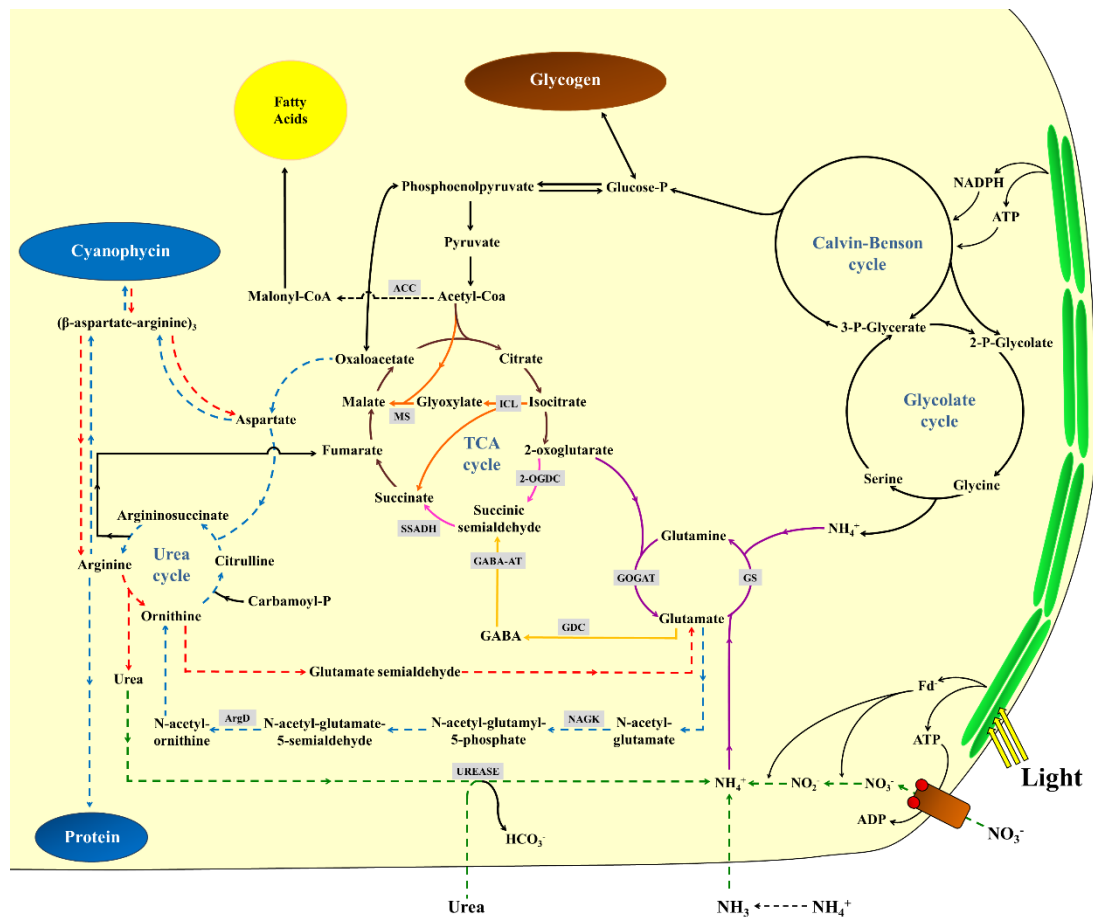 Glycogen
Fatty
Acids
Phosphoenolpyruvate
Glucose-P
NADPH
ATP
Pyruvate
Calvin-Benson
cycle
Cyanophycin
ACC
Malonyl-CoA
Acetyl-Coa
(β-aspartate-arginine)₃
3-P-Glycerate
2-P-Glycolate
Oxaloacetate
Citrate
Malate
Glyoxylate
ICL
Isocitrate
MS
Glycolate
cycle
Aspartate
TCA
cycle
Fumarate
2-oxoglutarate
2-OGDC
Serine
Glycine
Succinate
Succinic
semialdehyde
SSADH
Argininosuccinate
NH₄⁺
Glutamine
Urea
cycle
Arginine
Citrulline
GABA-AT
GOGAT
GS
Carbamoyl-P
Ornithine
Glutamate
GDC
GABA
Glutamate semialdehyde
Urea
Fd⁻
N-acetyl-
ornithine
ArgD
N-acetyl-glutamate-
5-semialdehyde
N-acetyl-glutamyl-
5-phosphate
NAGK
N-acetyl-
glutamate
ATP
UREASE
NH₄⁺
NO₂⁻
NO₃⁻
Light
ADP
NO₃⁻
Protein
HCO₃⁻
Urea
NH₃
NH₄⁺